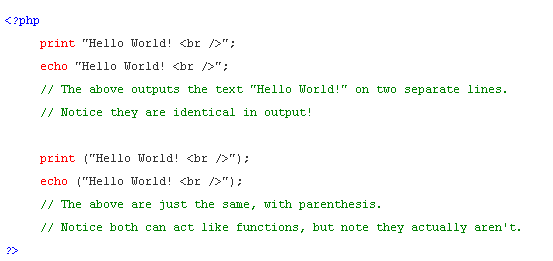 <?php
print "Hello World! <br />";
echo "Hello World! <br />";
// The above outputs the text "Hello World!" on two separate lines.
// Notice they are identical in output!
print ("Hello World! <br />");
echo ("Hello World! <br />");
// The above are just the same, with parenthesis.
// Notice both can act like functions, but note they actually aren't.
?>